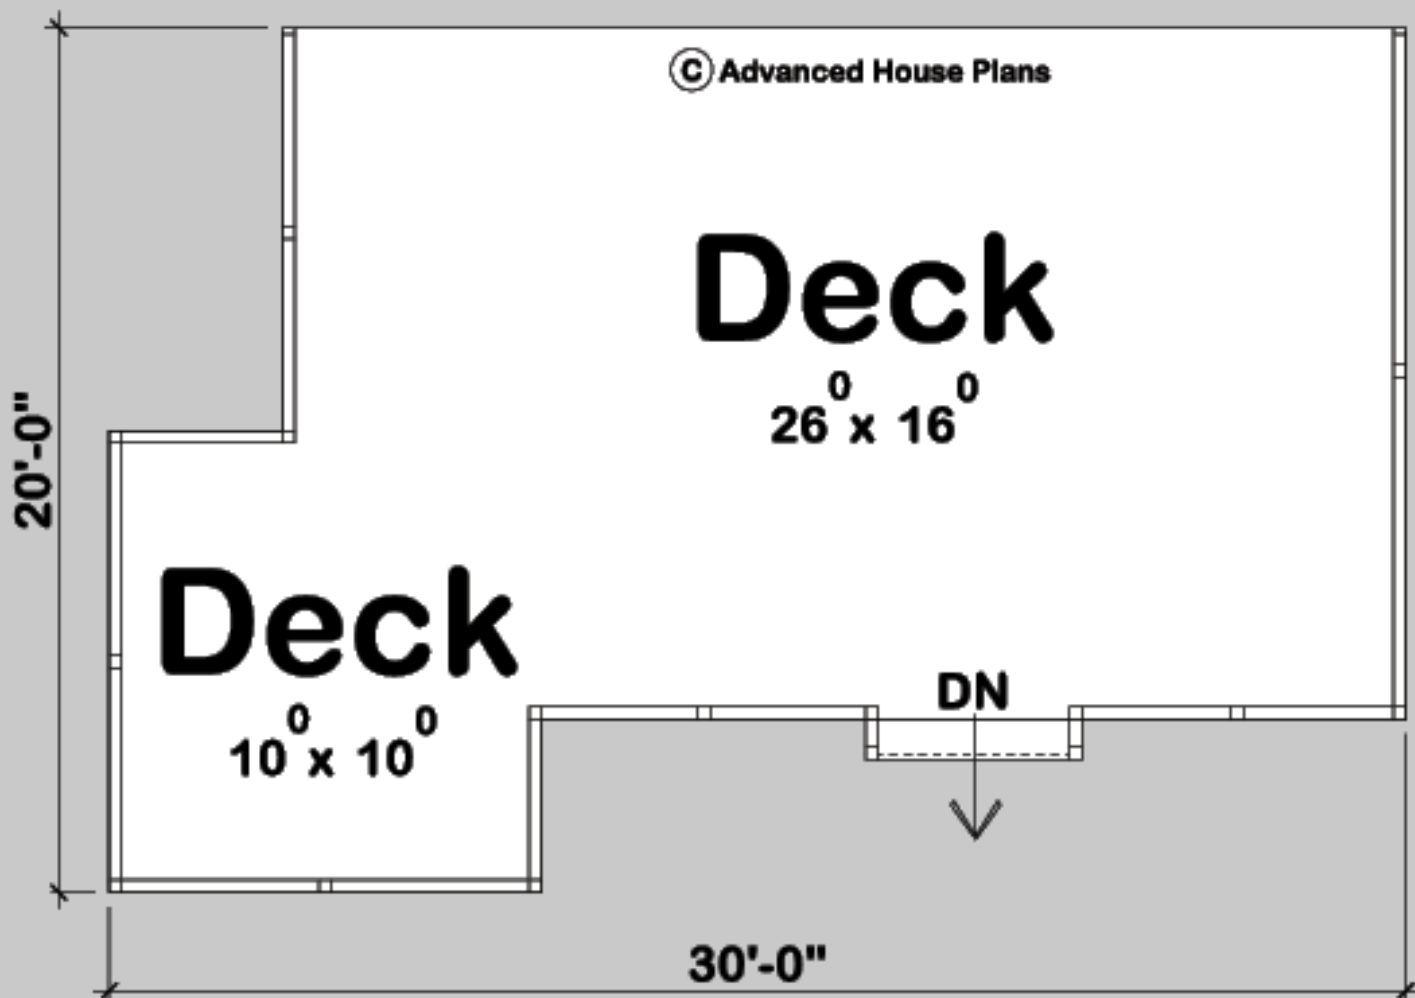 © Advanced House Plans
Deck
26⁰ x 16⁰
20'-0"
Deck
10⁰ x 10⁰
DN
30'-0"